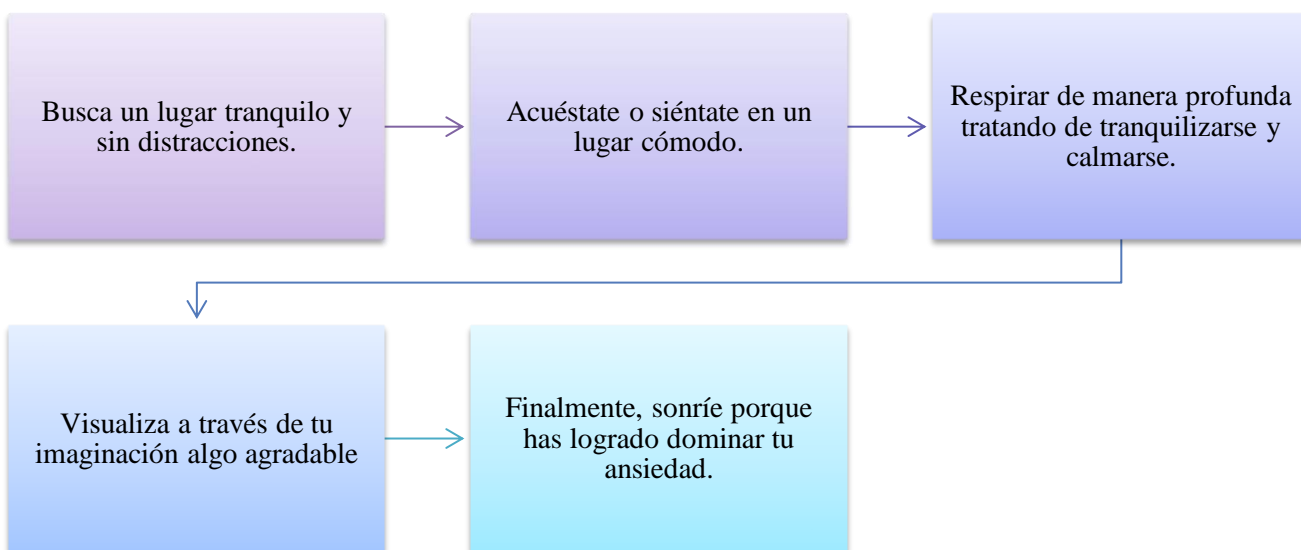 Busca un lugar tranquilo y
sin distracciones.
Acuéstate o siéntate en un
lugar cómodo.
Respirar de manera profunda
tratando de tranquilizarse y
calmarse.
Visualiza a través de tu
imaginación algo agradable
Finalmente, sonríe porque
has logrado dominar tu
ansiedad.